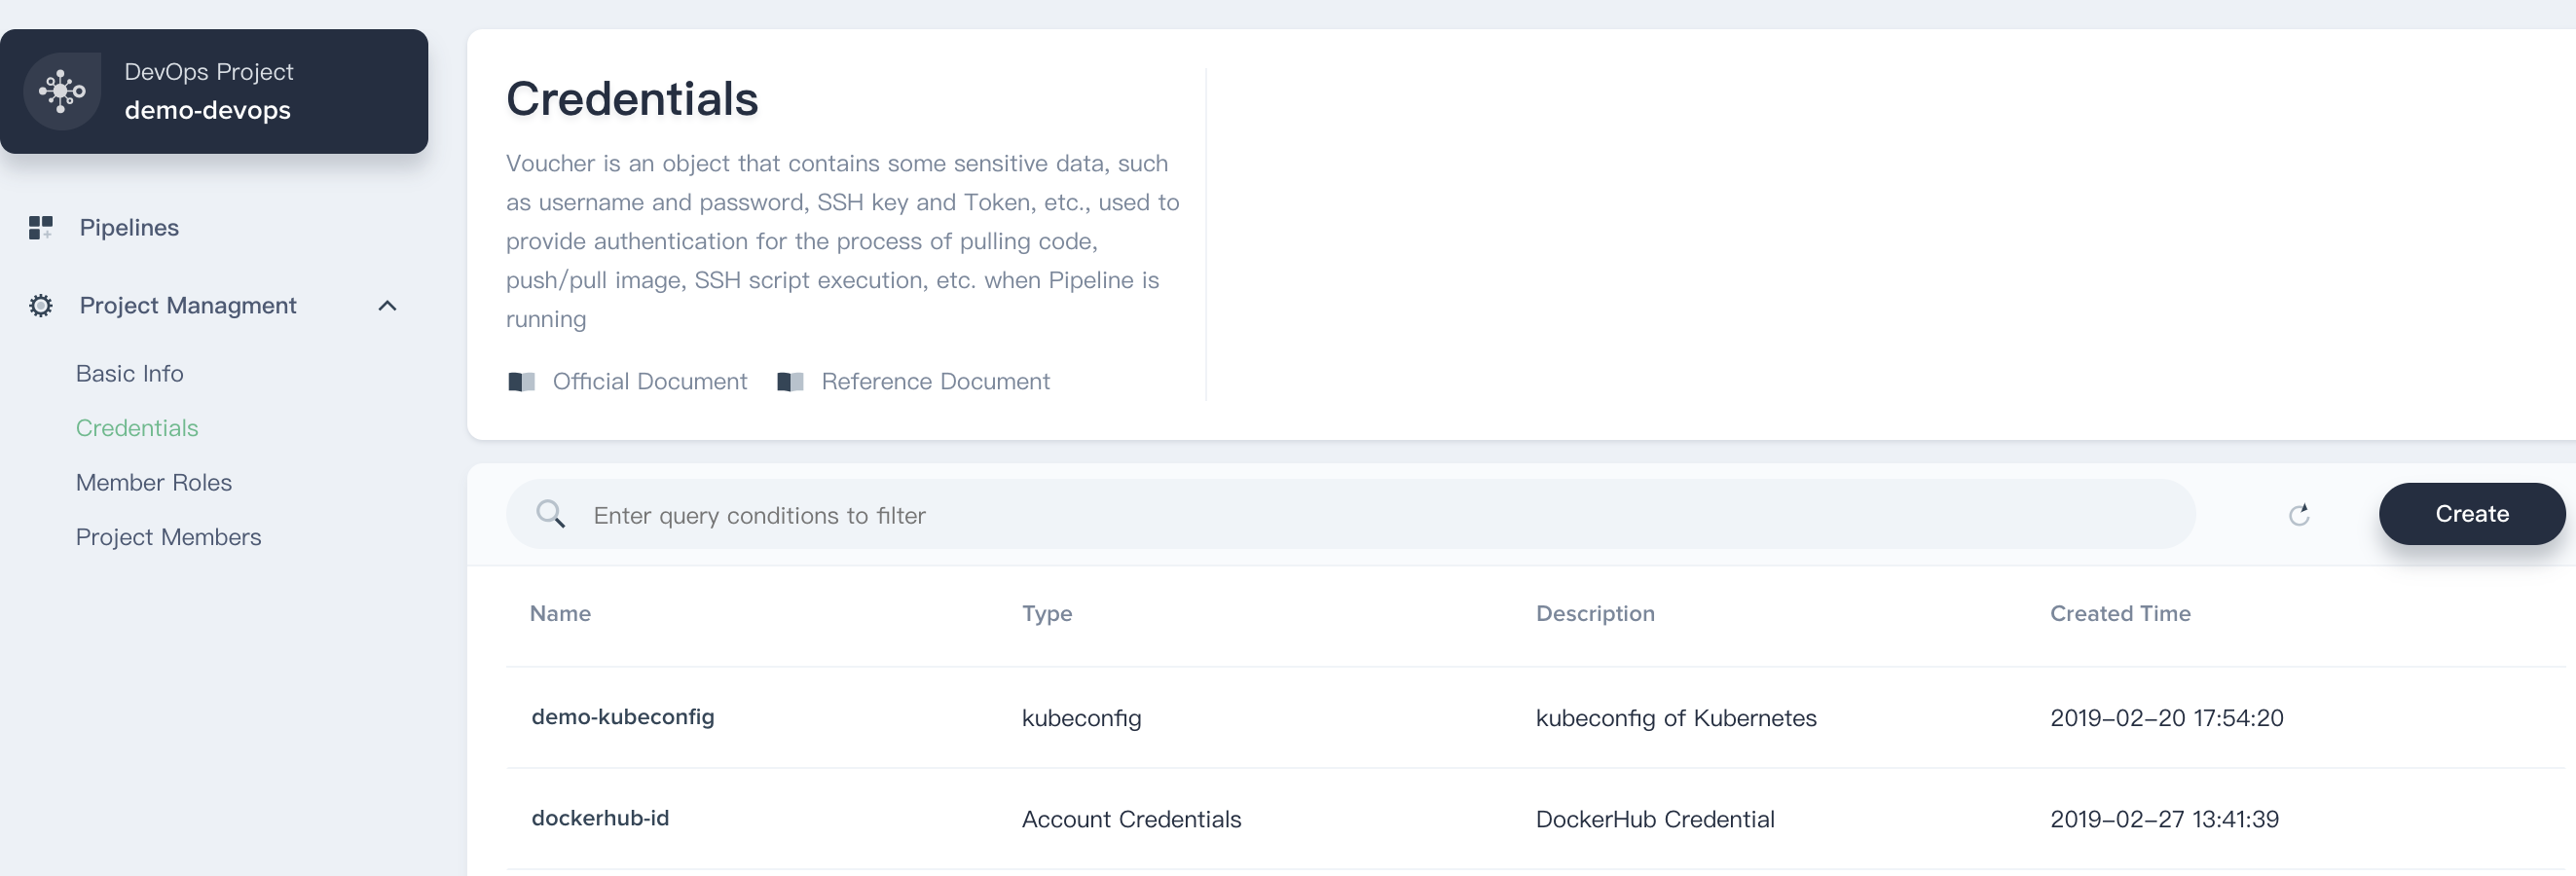 DevOps Project
demo-devops
Pipelines
Project Managment
Basic Info
Credentials
Member Roles
Project Members
Credentials
Voucher is an object that contains some sensitive data, such
as username and password, SSH key and Token, etc., used to
provide authentication for the process of pulling code,
push/pull image, SSH script execution, etc. when Pipeline is
running
Official Document Reference Document
Enter query conditions to filter Create
Name Type Description Created Time
demo-kubeconfig kubeconfig kubeconfig of Kubernetes 2019-02-20 17:54:20
dockerhub-id Account Credentials DockerHub Credential 2019-02-27 13:41:39